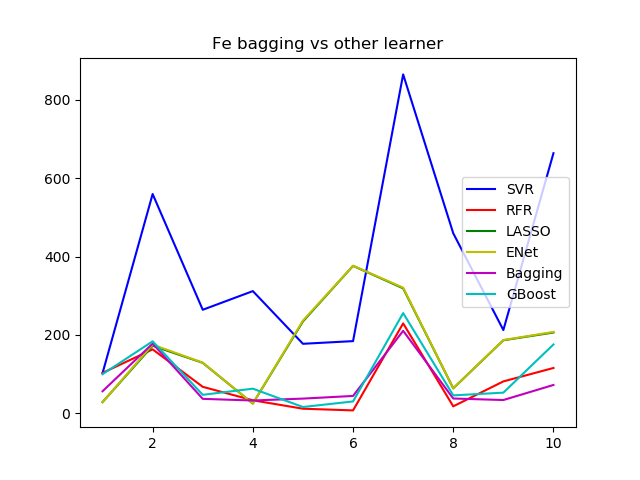 Fe bagging vs other learner
800
600
400
200
0
SVR
RFR
LASSO
ENet
Bagging
GBoost
2 4 6 8 10